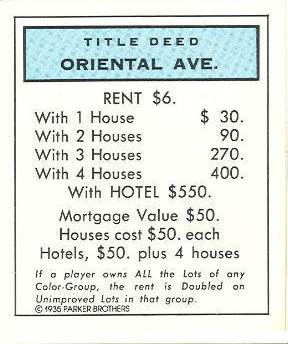 TITLE DEED
ORIENTAL AVE.
RENT $6.
With 1 House $ 30.
With 2 Houses 90.
With 3 Houses 270.
With 4 Houses 400.
With HOTEL $550.
Mortgage Value $50.
Houses cost $50. each
Hotels, $50. plus 4 houses
If a player owns ALL the Lots of any
Color-Group, the rent is Doubled on
Unimproved Lots in that group.
© 1935 PARKER BROTHERS